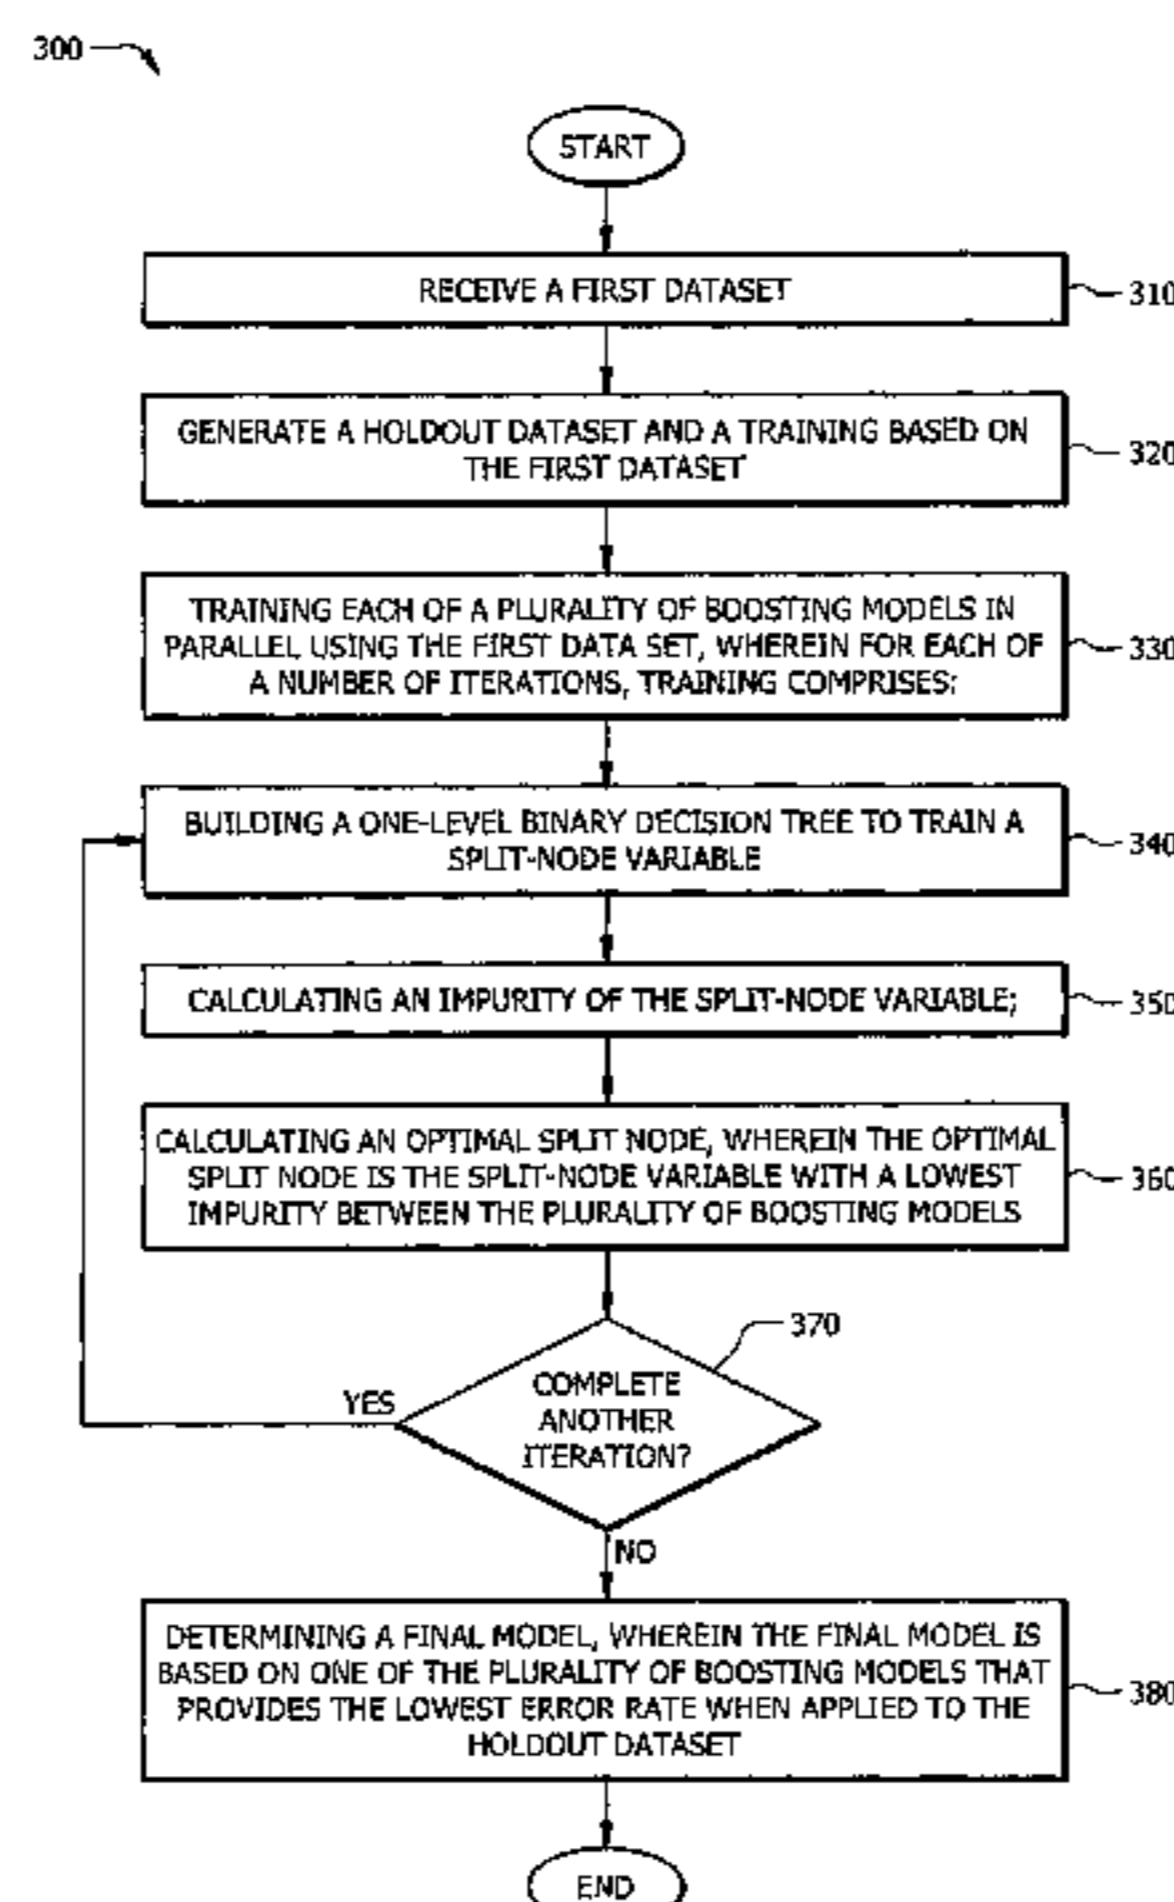 300
START
RECEIVE A FIRST DATASET
310
GENERATE A HOLDOUT DATASET AND A TRAINING BASED ON
THE FIRST DATASET
320
TRAINING EACH OF A PLURALITY OF BOOSTING MODELS IN
PARALLEL USING THE FIRST DATA SET, WHEREIN FOR EACH OF
A NUMBER OF ITERATIONS, TRAINING COMPRISES:
330
BUILDING A ONE-LEVEL BINARY DECISION TREE TO TRAIN A
SPLIT-NODE VARIABLE
340
CALCULATING AN IMPURITY OF THE SPLIT-NODE VARIABLE;
350
CALCULATING AN OPTIMAL SPLIT NODE, WHEREIN THE OPTIMAL
SPLIT NODE IS THE SPLIT-NODE VARIABLE WITH A LOWEST
IMPURITY BETWEEN THE PLURALITY OF BOOSTING MODELS
360
370
COMPLETE
ANOTHER
ITERATION?
YES
NO
DETERMINING A FINAL MODEL, WHEREIN THE FINAL MODEL IS
BASED ON ONE OF THE PLURALITY OF BOOSTING MODELS THAT
PROVIDES THE LOWEST ERROR RATE WHEN APPLIED TO THE
HOLDOUT DATASET
380
END